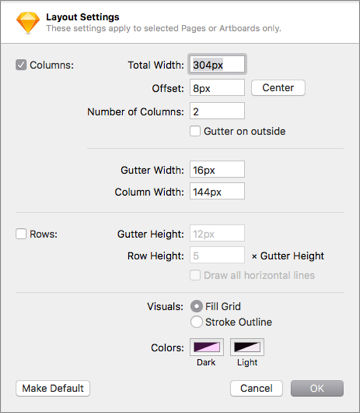 Layout Settings
These settings apply to selected Pages or Artboards only.
Columns: Total Width: 304px
Offset: 8px Center
Number of Columns: 2
Gutter on outside
Gutter Width: 16px
Column Width: 144px
Rows: Gutter Height: 12px
Row Height: 5 × Gutter Height
Draw all horizontal lines
Visuals: Fill Grid
Stroke Outline
Colors:
Dark Light
Make Default Cancel OK